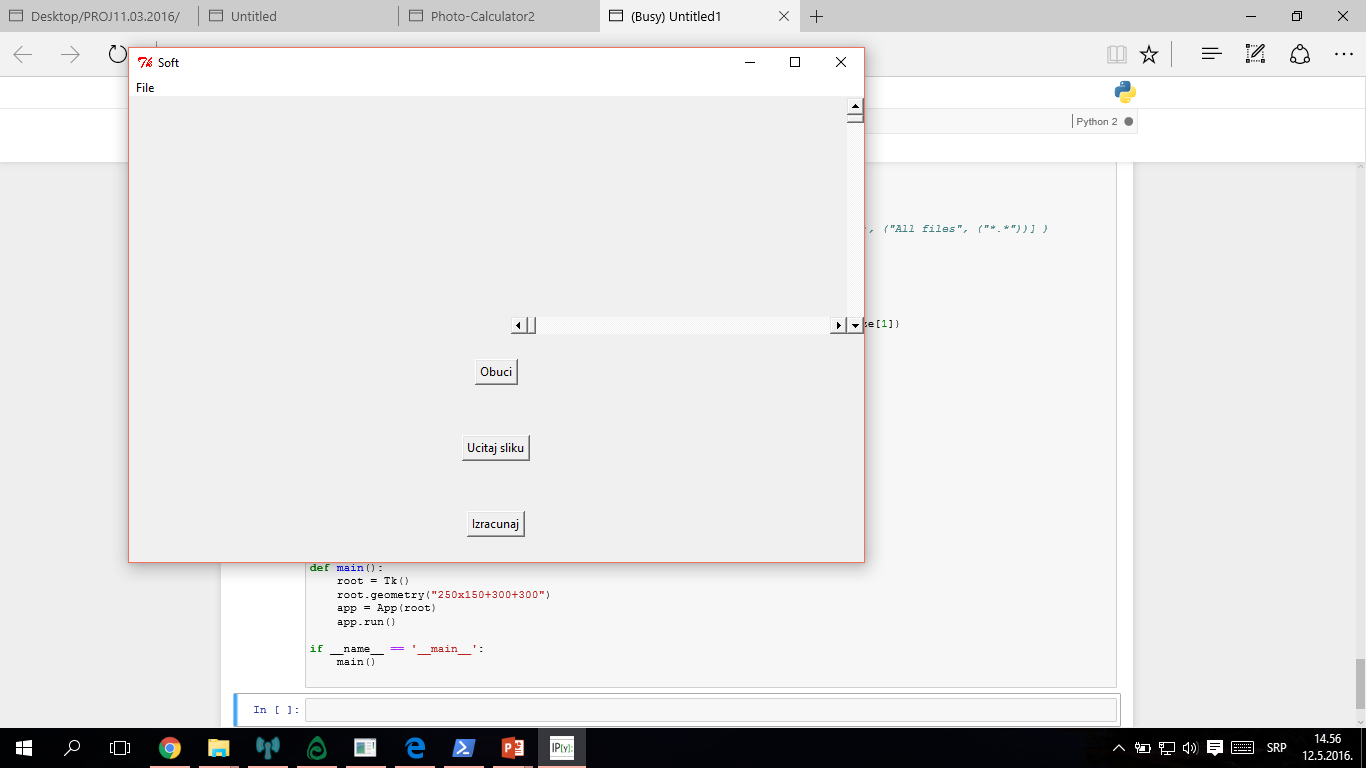 Desktop/PROJ11.03.2016/
Untitled
Photo-Calculator2
(Busy) Untitled1
Soft
File
Python 2
, ("All files", ("*.*"))] )
ze[1])
Obuci
Ucitaj sliku
Izracunaj
def main():
root = Tk()
root.geometry("250x150+300+300")
app = App(root)
app.run()
if __name__ == '__main__':
main()
In [ ]:
IP[y]:
SRP
14.56
12.5.2016.